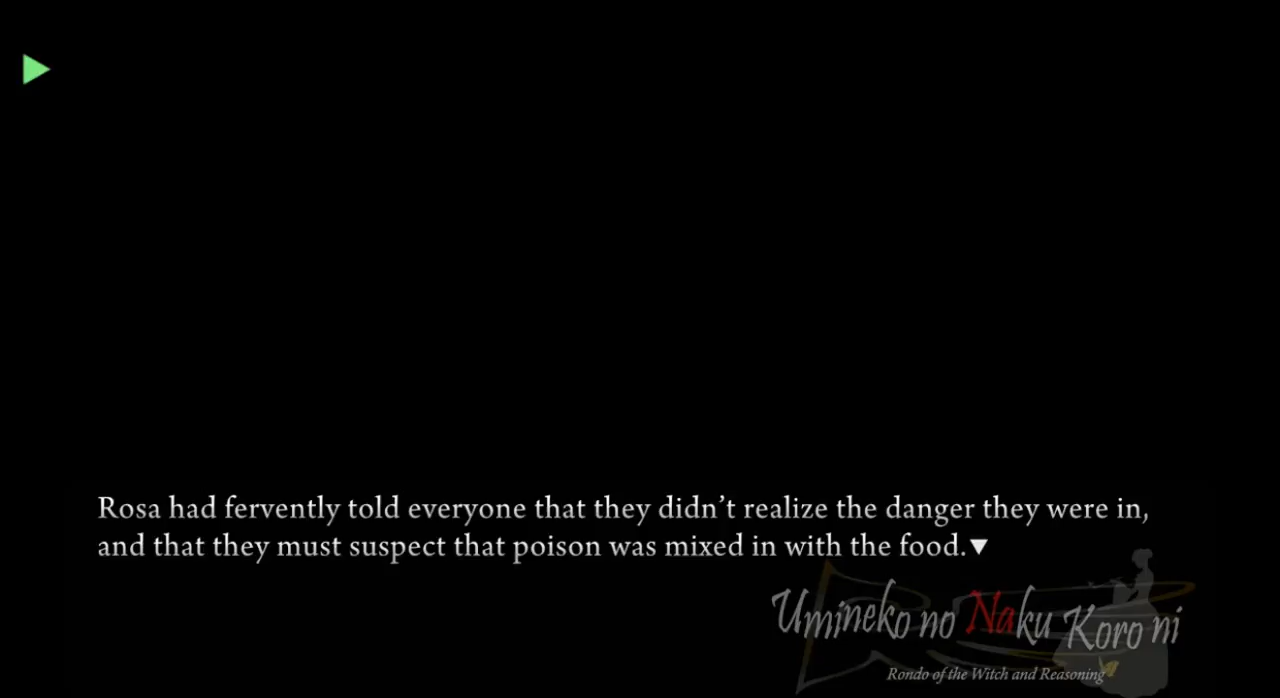 Rosa had fervently told everyone that they didn’t realize the danger they were in,
and that they must suspect that poison was mixed in with the food.
Umineko no Naku Koro ni
Rondo of the Witch and Reasoning